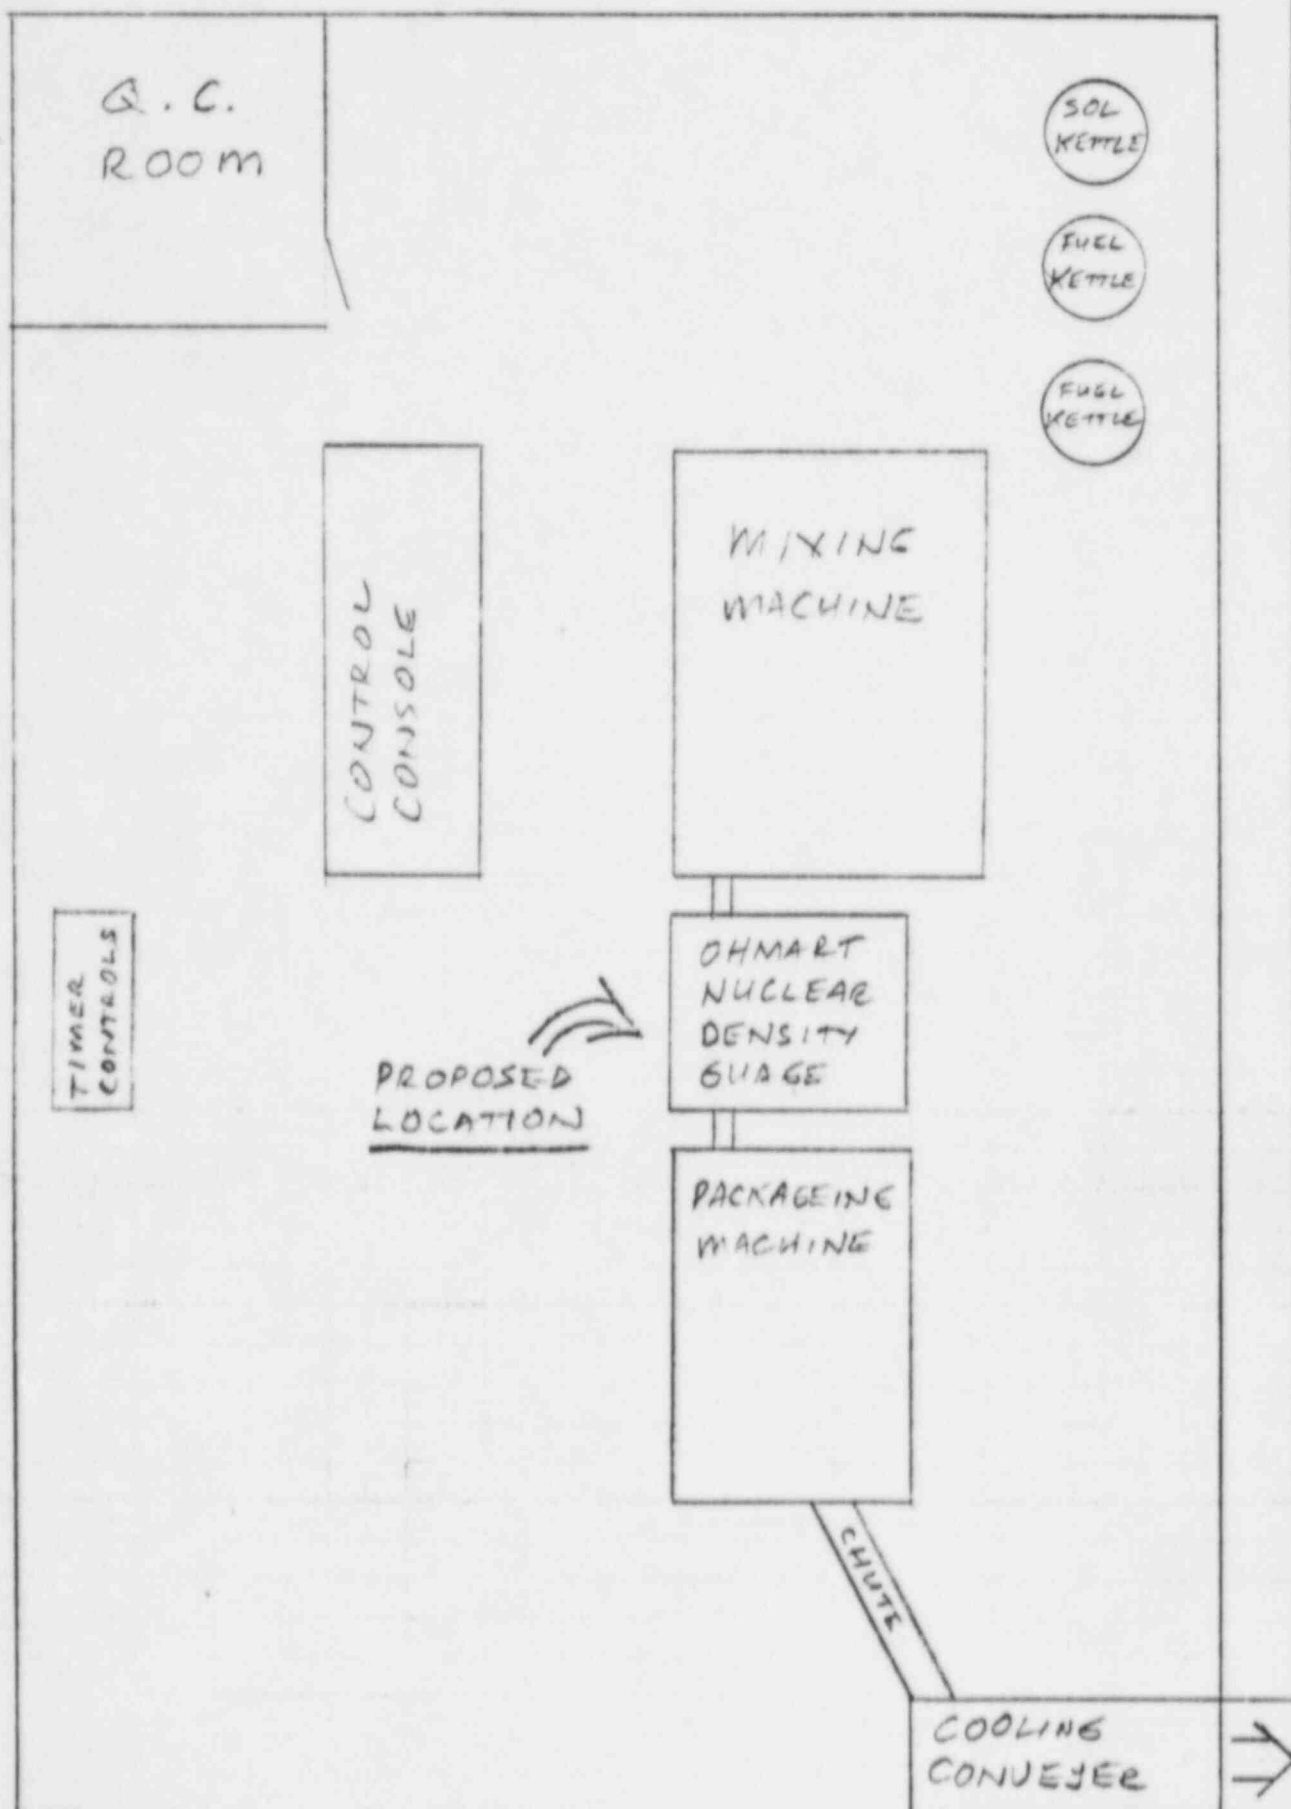 Q.C.
ROOM
SOL
KETTLE
FUEL
KETTLE
FUEL
KETTLE
CONTROL
CONSOLE
MIXING
MACHINE
TIMER
CONTROLS
OHMART
NUCLEAR
DENSITY
GUAGE
PROPOSED
LOCATION
PACKAGEING
MACHINE
CHUTE
COOLING
CONVEYER